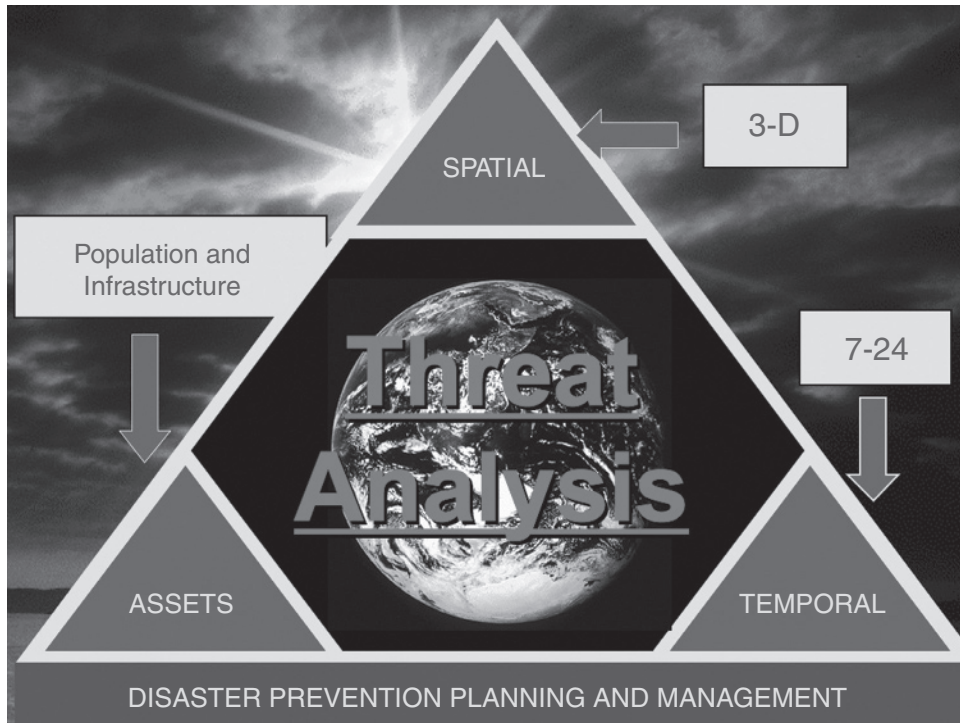 3-D
SPATIAL
Population and
Infrastructure
7-24
Threat
Analysis
ASSETS
TEMPORAL
DISASTER PREVENTION PLANNING AND MANAGEMENT